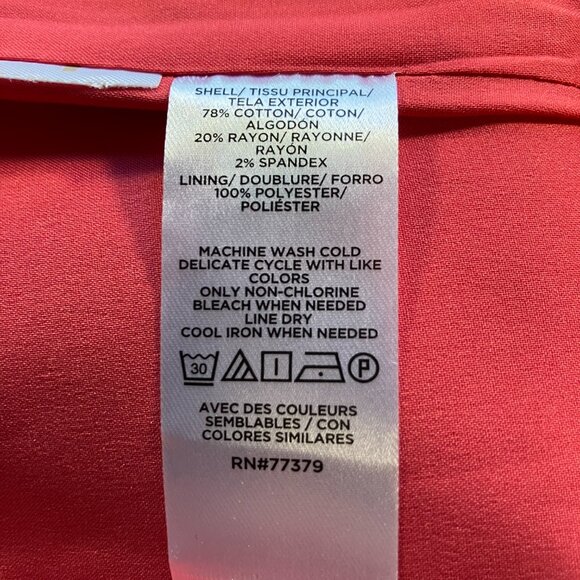 SHELL/ TISSU PRINCIPAL/
TELA EXTERIOR
78% COTTON/ COTON/
ALGODÓN
20% RAYON/ RAYONNE/
RAYÓN
2% SPANDEX
LINING/ DOUBLURE/ FORRO
100% POLYESTER/
POLIÉSTER
MACHINE WASH COLD
DELICATE CYCLE WITH LIKE
COLORS
ONLY NON-CHLORINE
BLEACH WHEN NEEDED
LINE DRY
COOL IRON WHEN NEEDED
30 P
AVEC DES COULEURS
SEMBLABLES / CON
COLORES SIMILARES
RN#77379